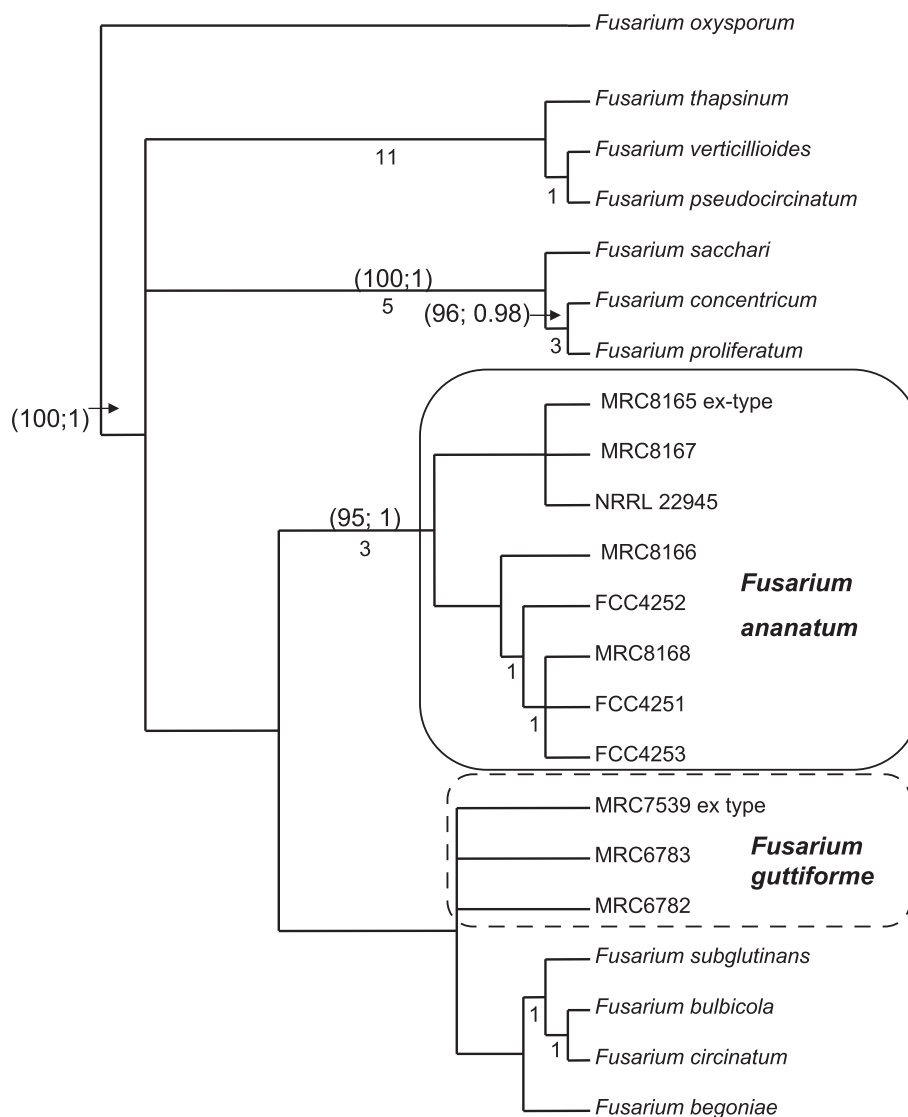 Fusarium oxysporum
Fusarium thapsinum
11
Fusarium verticillioides
1
Fusarium pseudocircinatum
Fusarium sacchari
(100;1)
5
Fusarium concentricum
(96; 0.98)
3
Fusarium proliferatum
(100;1)
MRC8165 ex-type
MRC8167
NRRL 22945
(95; 1)
3
MRC8166
Fusarium
ananatum
FCC4252
MRC8168
1
FCC4251
1
FCC4253
MRC7539 ex type
Fusarium
guttiforme
MRC6783
MRC6782
Fusarium subglutinans
1
Fusarium bulbicola
1
Fusarium circinatum
Fusarium begoniae